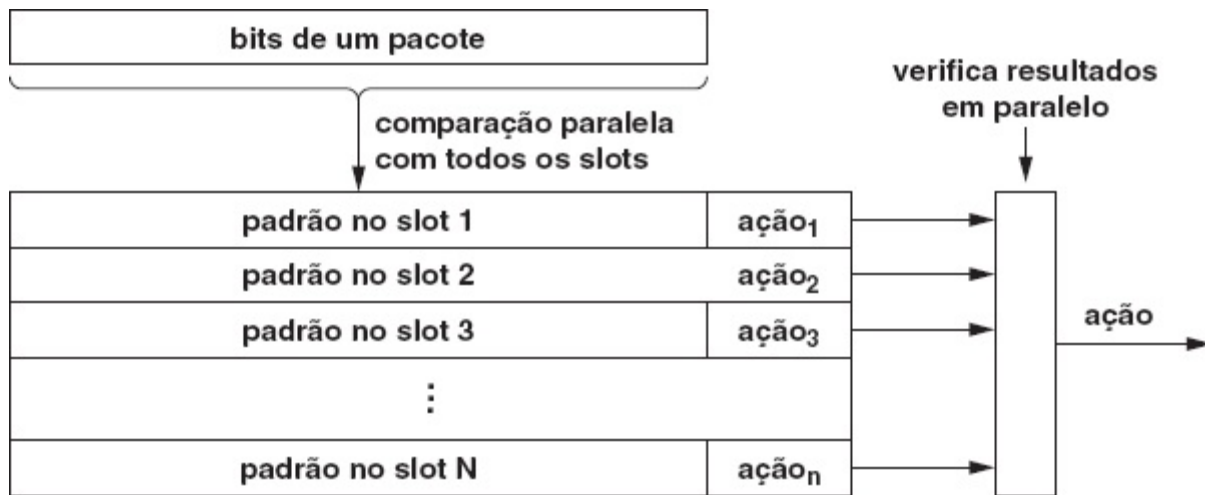 bits de um pacote
verifica resultados
em paralelo
comparação paralela
com todos os slots
padrão no slot 1 ação₁
padrão no slot 2 ação₂
padrão no slot 3 ação₃
⋮
padrão no slot N açãoₙ
ação